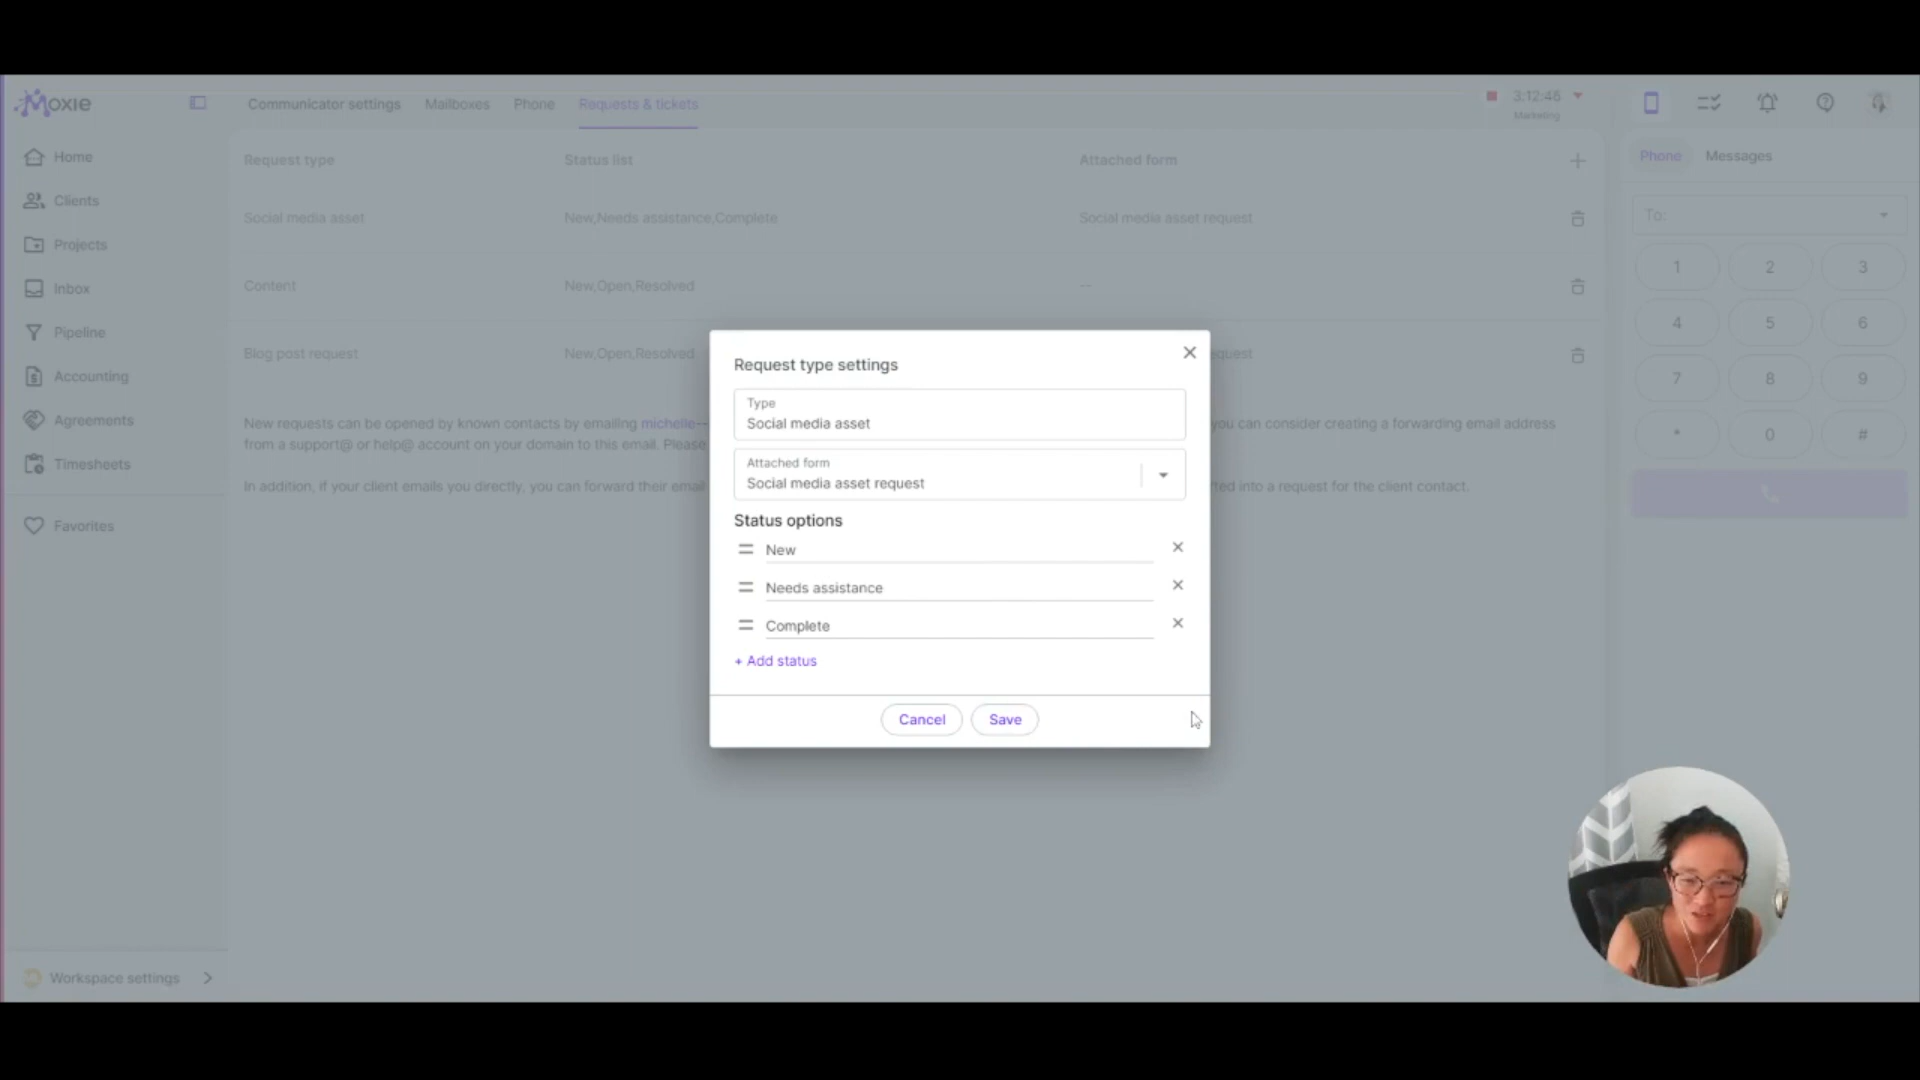 Moxie
Communicator settings
Mailboxes
Phone
Requests & tickets
3:12:46
Marketing
Home
Clients
Projects
Inbox
Pipeline
Accounting
Agreements
Timesheets
Favorites
Workspace settings
Request type
Status list
Attached form
Social media asset
New,Needs assistance,Complete
Social media asset request
Content
New,Open,Resolved
--
Blog post request
New,Open,Resolved
New requests can be opened by known contacts by emailing michelle--
you can consider creating a forwarding email address
from a support@ or help@ account on your domain to this email. Please
In addition, if your client emails you directly, you can forward their email
into a request for the client contact.
Request type settings
Type
Social media asset
Attached form
Social media asset request
Status options
New
Needs assistance
Complete
+ Add status
Cancel
Save
Phone
Messages
To:
1
2
3
4
5
6
7
8
9
*
0
#